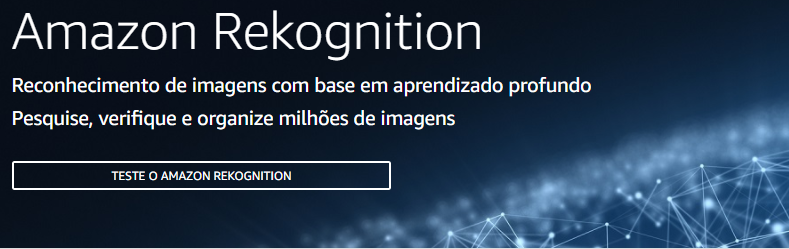 Amazon Rekognition
Reconhecimento de imagens com base em aprendizado profundo
Pesquise, verifique e organize milhões de imagens
TESTE O AMAZON REKOGNITION